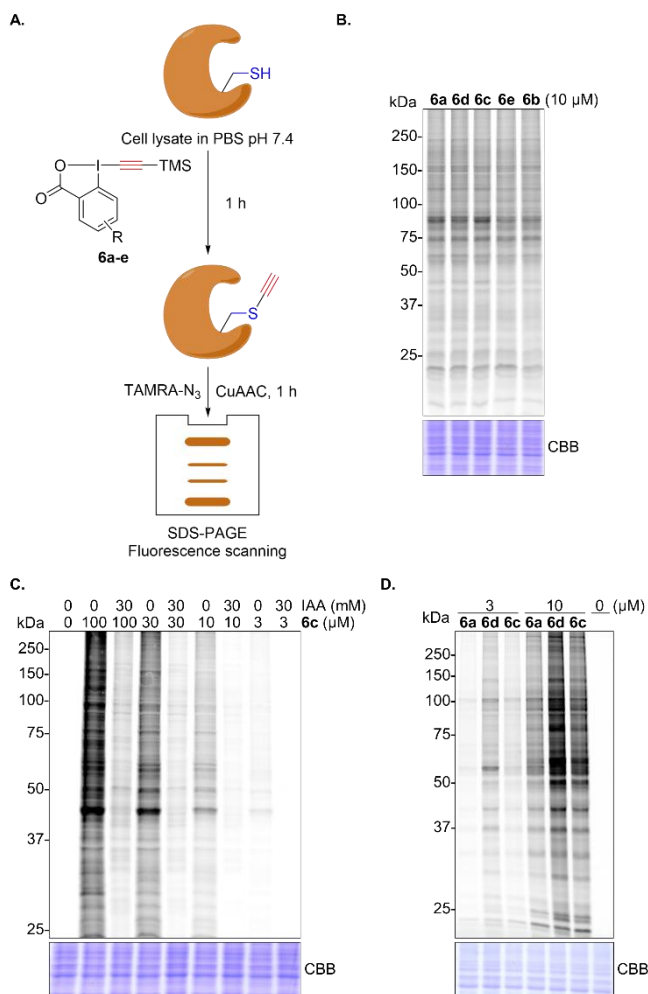 A.
SH
Cell lysate in PBS pH 7.4
O I TMS
O
R
6a-e
1 h
S
TAMRA-N3 CuAAC, 1 h
SDS-PAGE
Fluorescence scanning
B.
kDa 6a 6d 6c 6e 6b (10 µM)
250-
150-
100-
75-
50-
37-
25-
CBB
C.
0 0 30 0 30 0 30 0 30 IAA (mM)
kDa 0 100 100 30 30 10 10 3 3 6c (µM)
250-
150-
100-
75-
50-
37-
25-
CBB
D.
3 10 0 (µM)
kDa 6a 6d 6c 6a 6d 6c
250-
150-
100-
75-
50-
37-
25-
CBB